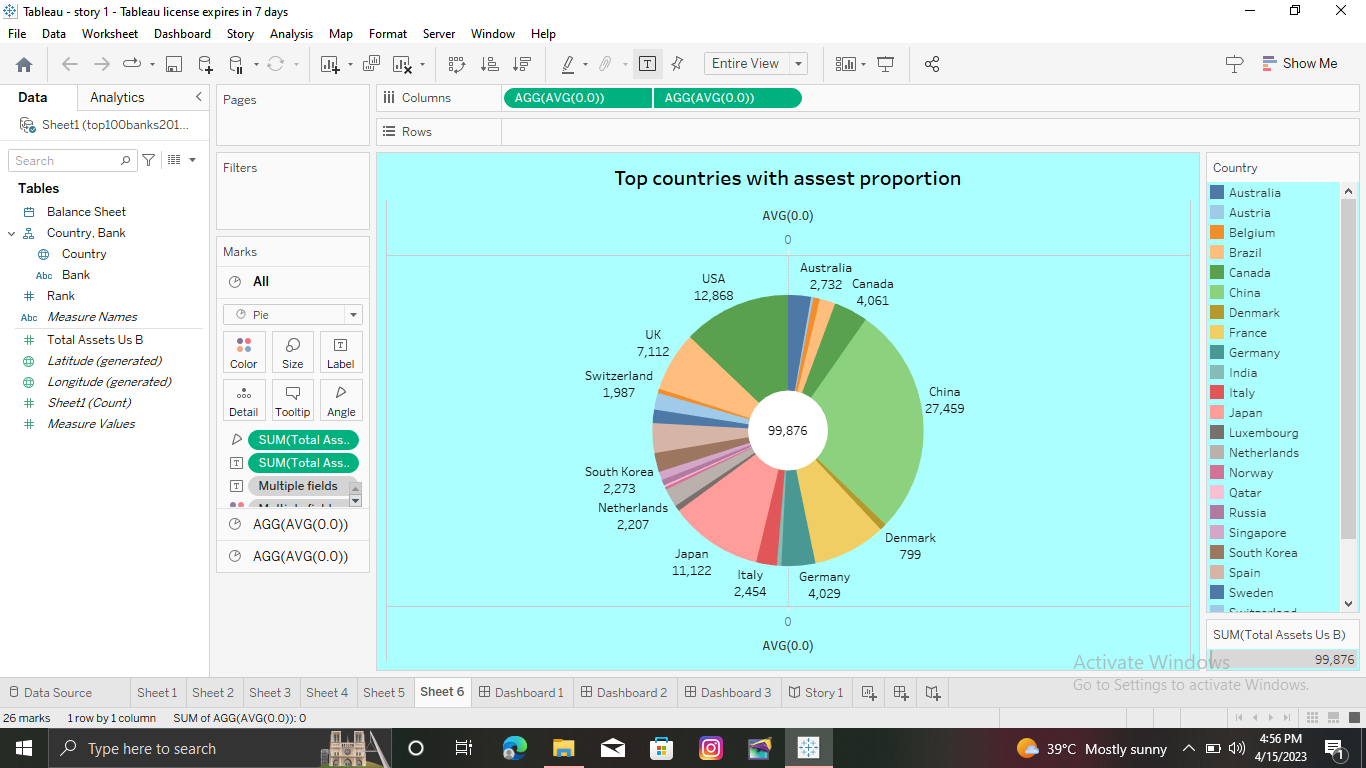 Tableau - story 1 - Tableau license expires in 7 days
File Data Worksheet Dashboard Story Analysis Map Format Server Window Help
Entire View
Show Me
Data Analytics
Sheet1 (top100banks201...
Search
Tables
Balance Sheet
Country, Bank
Country
Abc Bank
Rank
Abc Measure Names
Total Assets Us B
Latitude (generated)
Longitude (generated)
Sheet1 (Count)
Measure Values
Pages
Filters
Marks
All
Pie
Color Size Label
Detail Tooltip Angle
SUM(Total Ass..
SUM(Total Ass..
Multiple fields
AGG(AVG(0.0))
AGG(AVG(0.0))
Columns AGG(AVG(0.0)) AGG(AVG(0.0))
Rows
Top countries with assest proportion
AVG(0.0)
0
Australia
2,732
Canada
4,061
China
27,459
Denmark
799
Germany
4,029
Italy
2,454
Japan
11,122
Netherlands
2,207
South Korea
2,273
Switzerland
1,987
UK
7,112
USA
12,868
99,876
0
AVG(0.0)
Country
Australia
Austria
Belgium
Brazil
Canada
China
Denmark
France
Germany
India
Italy
Japan
Luxembourg
Netherlands
Norway
Qatar
Russia
Singapore
South Korea
Spain
Sweden
Switzerland
SUM(Total Assets Us B)
99,876
Activate Windows
Go to Settings to activate Windows.
Data Source Sheet 1 Sheet 2 Sheet 3 Sheet 4 Sheet 5 Sheet 6 Dashboard 1 Dashboard 2 Dashboard 3 Story 1
26 marks 1 row by 1 column SUM of AGG(AVG(0.0)): 0
Type here to search
39°C Mostly sunny
4:56 PM
4/15/2023
1